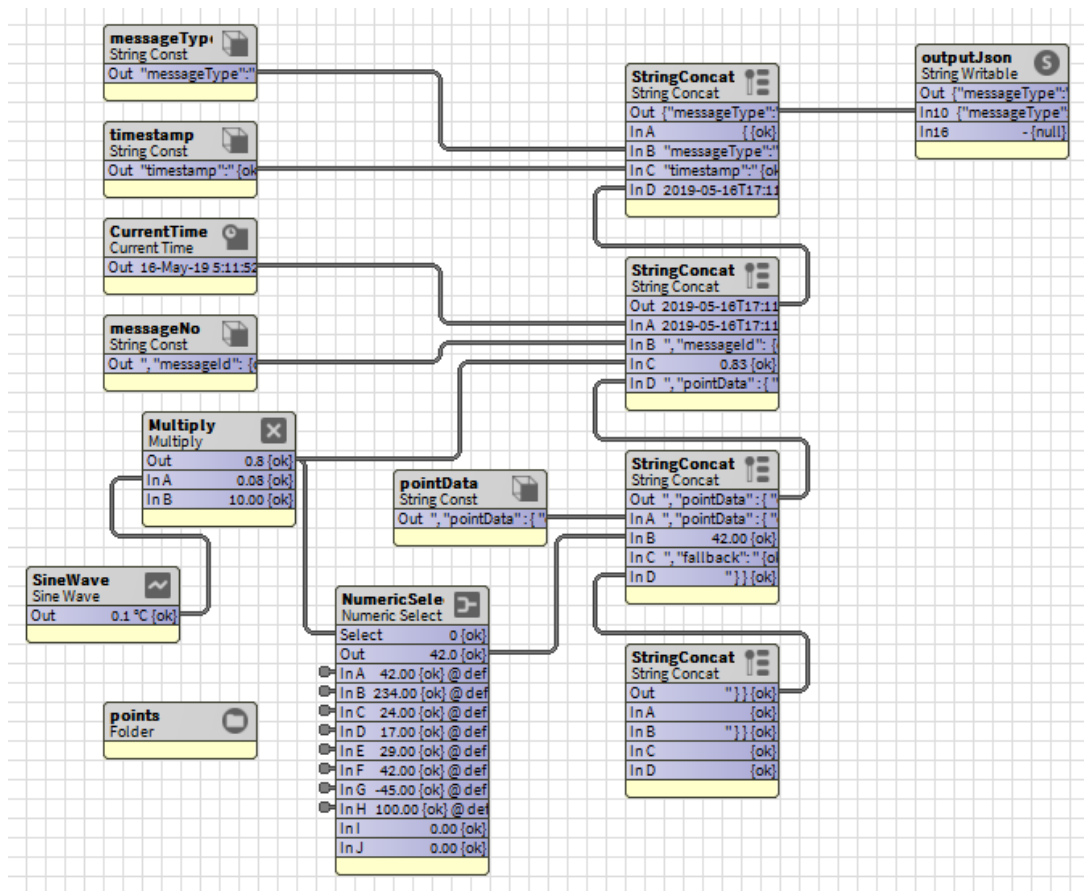 messageType
String Const
Out "messageType":"
timestamp
String Const
Out "timestamp":" {ok
CurrentTime
Current Time
Out 16-May-19 5:11:52
messageNo
String Const
Out ", "messageId": {
Multiply
Multiply
Out 0.8 {ok}
In A 0.08 {ok}
In B 10.00 {ok}
SineWave
Sine Wave
Out 0.1 °C {ok}
points
Folder
pointData
String Const
Out ", "pointData" : { "
NumericSele
Numeric Select
Select 0 {ok}
Out 42.0 {ok}
In A 42.00 {ok} @ def
In B 234.00 {ok} @ def
In C 24.00 {ok} @ def
In D 17.00 {ok} @ def
In E 29.00 {ok} @ def
In F 42.00 {ok} @ def
In G -45.00 {ok} @ def
In H 100.00 {ok} @ def
In I 0.00 {ok}
In J 0.00 {ok}
StringConcat
String Concat
Out {"messageType":"
In A { {ok}
In B "messageType":"
In C "timestamp":" {ok
In D 2019-05-16T17:11
StringConcat
String Concat
Out 2019-05-16T17:11
In A 2019-05-16T17:11
In B ", "messageId": {
In C 0.83 {ok}
In D ", "pointData" : { "
StringConcat
String Concat
Out ", "pointData" : { "
In A ", "pointData" : { "
In B 42.00 {ok}
In C ", "fallback": " {ok
In D "} } {ok}
StringConcat
String Concat
Out "} } {ok}
In A {ok}
In B "} } {ok}
In C {ok}
In D {ok}
outputJson
String Writable
Out {"messageType":"
In10 {"messageType"
In16 - {null}